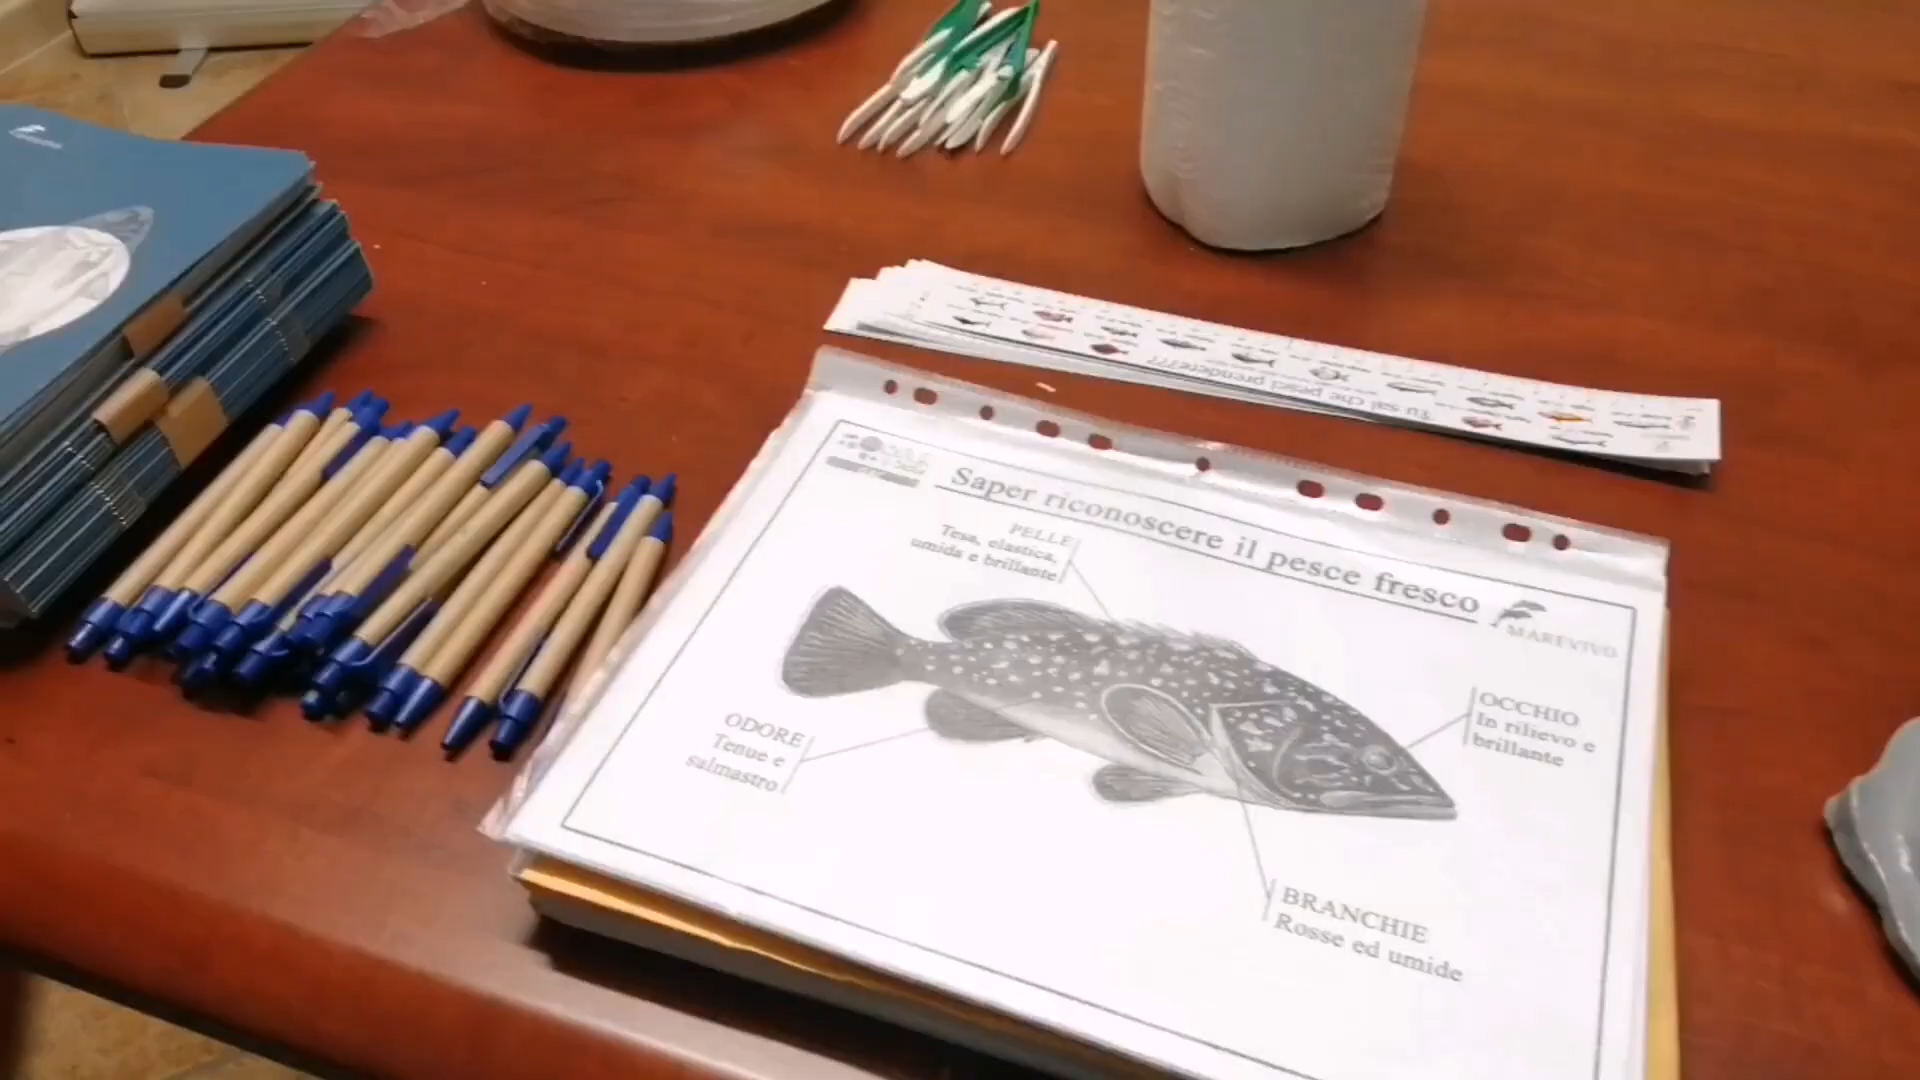 Tu sai che pesci prendere???
Saper riconoscere il pesce fresco
MAREVIVO
PELLE
Tesa, elastica,
umida e brillante
OCCHIO
In rilievo e
brillante
ODORE
Tenue e
salmastro
BRANCHIE
Rosse ed umide